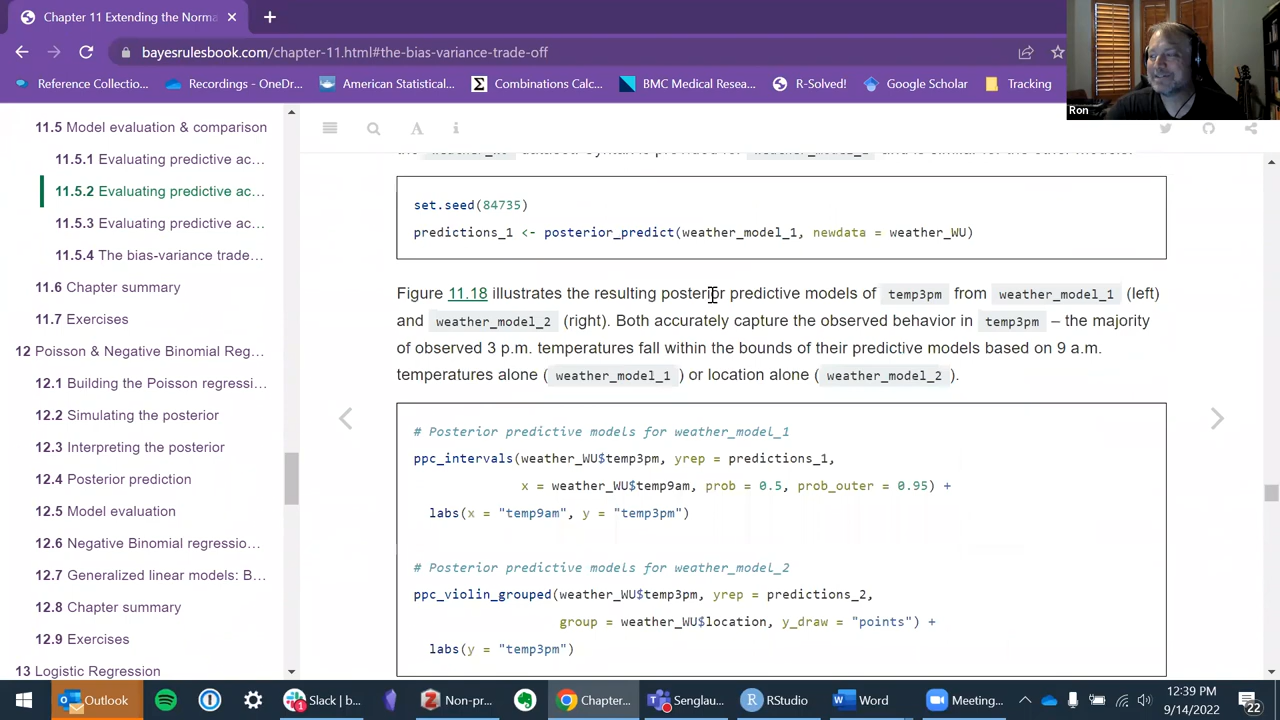 Chapter 11 Extending the Norma
bayesrulesbook.com/chapter-11.html#the-bias-variance-trade-off
Reference Collecti...
Recordings - OneDr...
American Political...
Combination Music...
Statistical Resea...
R-Solver...
Google Scholar
Tracking
Ron
11.5 Model evaluation & comparison
11.5.1 Evaluating predictive ac...
11.5.2 Evaluating predictive ac...
11.5.3 Evaluating predictive ac...
11.5.4 The bias-variance trade...
11.6 Chapter summary
11.7 Exercises
12 Poisson & Negative Binomial Reg...
12.1 Building the Poisson regressi...
12.2 Simulating the posterior
12.3 Interpreting the posterior
12.4 Posterior prediction
12.5 Model evaluation
12.6 Negative Binomial regressio...
12.7 Generalized linear models: B...
12.8 Chapter summary
12.9 Exercises
13 Logistic Regression
set.seed(84735)
predictions_1 <- posterior_predict(weather_model_1, newdata = weather_WU)
Figure 11.18 illustrates the resulting posterior predictive models of temp3pm from weather_model_1 (left)
and weather_model_2 (right). Both accurately capture the observed behavior in temp3pm – the majority
of observed 3 p.m. temperatures fall within the bounds of their predictive models based on 9 a.m.
temperatures alone ( weather_model_1 ) or location alone ( weather_model_2 ).
# Posterior predictive models for weather_model_1
ppc_intervals(weather_WU$temp3pm, yrep = predictions_1,
x = weather_WU$temp9am, prob = 0.5, prob_outer = 0.95) +
labs(x = "temp9am", y = "temp3pm")
# Posterior predictive models for weather_model_2
ppc_violin_grouped(weather_WU$temp3pm, yrep = predictions_2,
group = weather_WU$location, y_draw = "points") +
labs(y = "temp3pm")
Outlook
Slack | b...
Non-pr...
Chapter...
Senglau...
RStudio
Word
Meeting...
12:39 PM
9/14/2022
22